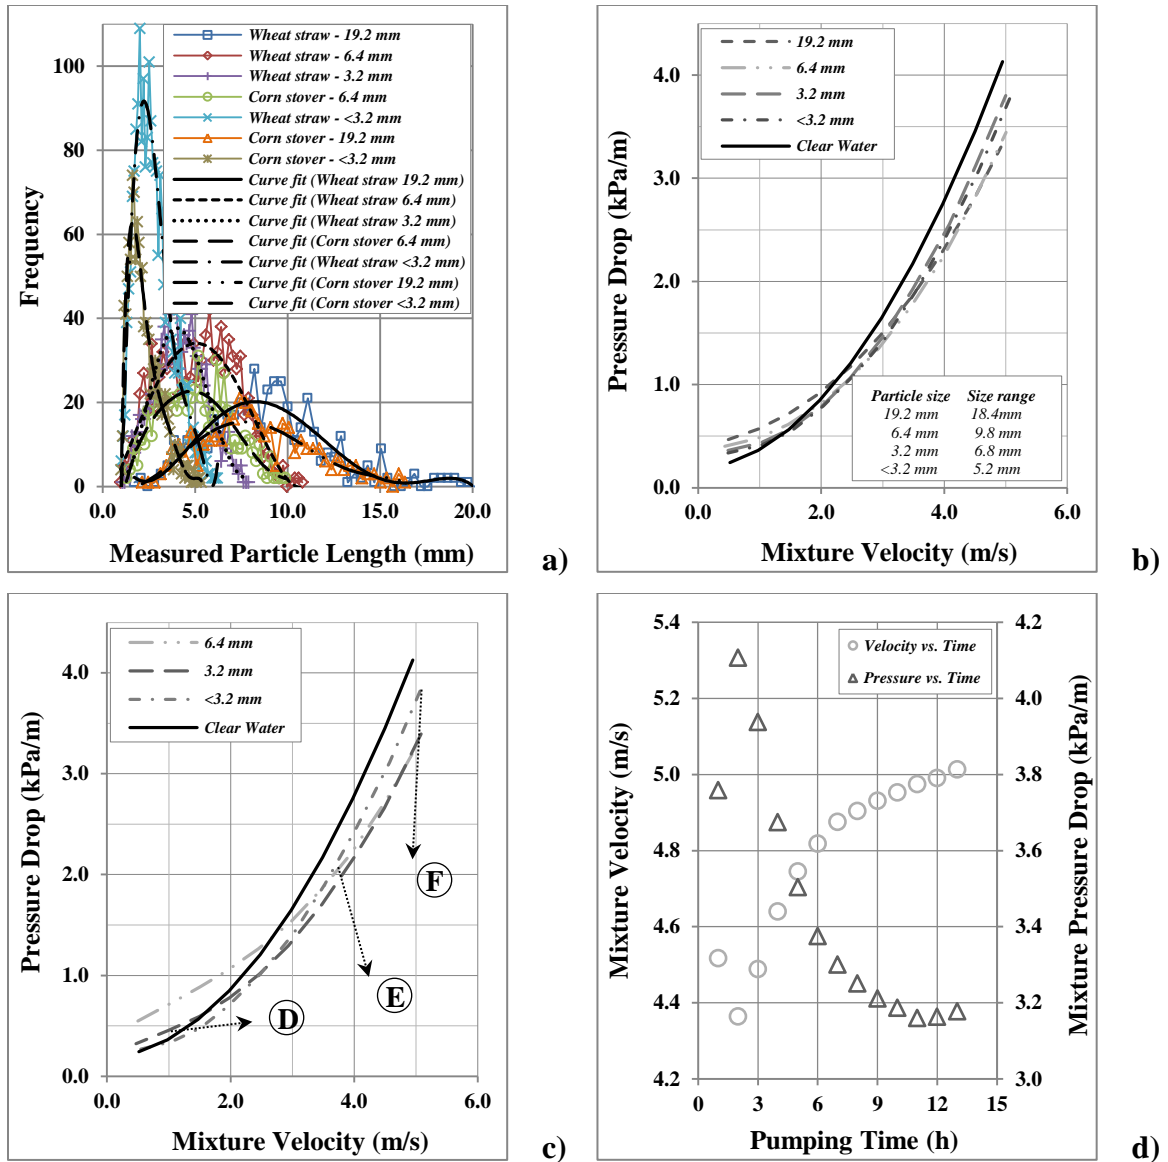 Frequency
100
80
60
40
20
0
0.0 5.0 10.0 15.0 20.0
Measured Particle Length (mm)
Wheat straw - 19.2 mm
Wheat straw - 6.4 mm
Wheat straw - 3.2 mm
Corn stover - 6.4 mm
Wheat straw - <3.2 mm
Corn stover - 19.2 mm
Corn stover - <3.2 mm
Curve fit (Wheat straw 19.2 mm)
Curve fit (Wheat straw 6.4 mm)
Curve fit (Wheat straw 3.2 mm)
Curve fit (Corn stover 6.4 mm)
Curve fit (Wheat straw <3.2 mm)
Curve fit (Corn stover 19.2 mm)
Curve fit (Corn stover <3.2 mm)
a)
Pressure Drop (kPa/m)
4.0
3.0
2.0
1.0
0.0
0.0 2.0 4.0 6.0
Mixture Velocity (m/s)
19.2 mm
6.4 mm
3.2 mm
<3.2 mm
Clear Water
Particle size Size range
19.2 mm 18.4mm
6.4 mm 9.8 mm
3.2 mm 6.8 mm
<3.2 mm 5.2 mm
b)
Pressure Drop (kPa/m)
4.0
3.0
2.0
1.0
0.0
0.0 2.0 4.0 6.0
Mixture Velocity (m/s)
6.4 mm
3.2 mm
<3.2 mm
Clear Water
F
E
D
c)
Mixture Velocity (m/s)
5.4
5.2
5.0
4.8
4.6
4.4
4.2
0 3 6 9 12 15
Pumping Time (h)
Velocity vs. Time
Pressure vs. Time
4.2
4.0
3.8
3.6
3.4
3.2
3.0
Mixture Pressure Drop (kPa/m)
d)